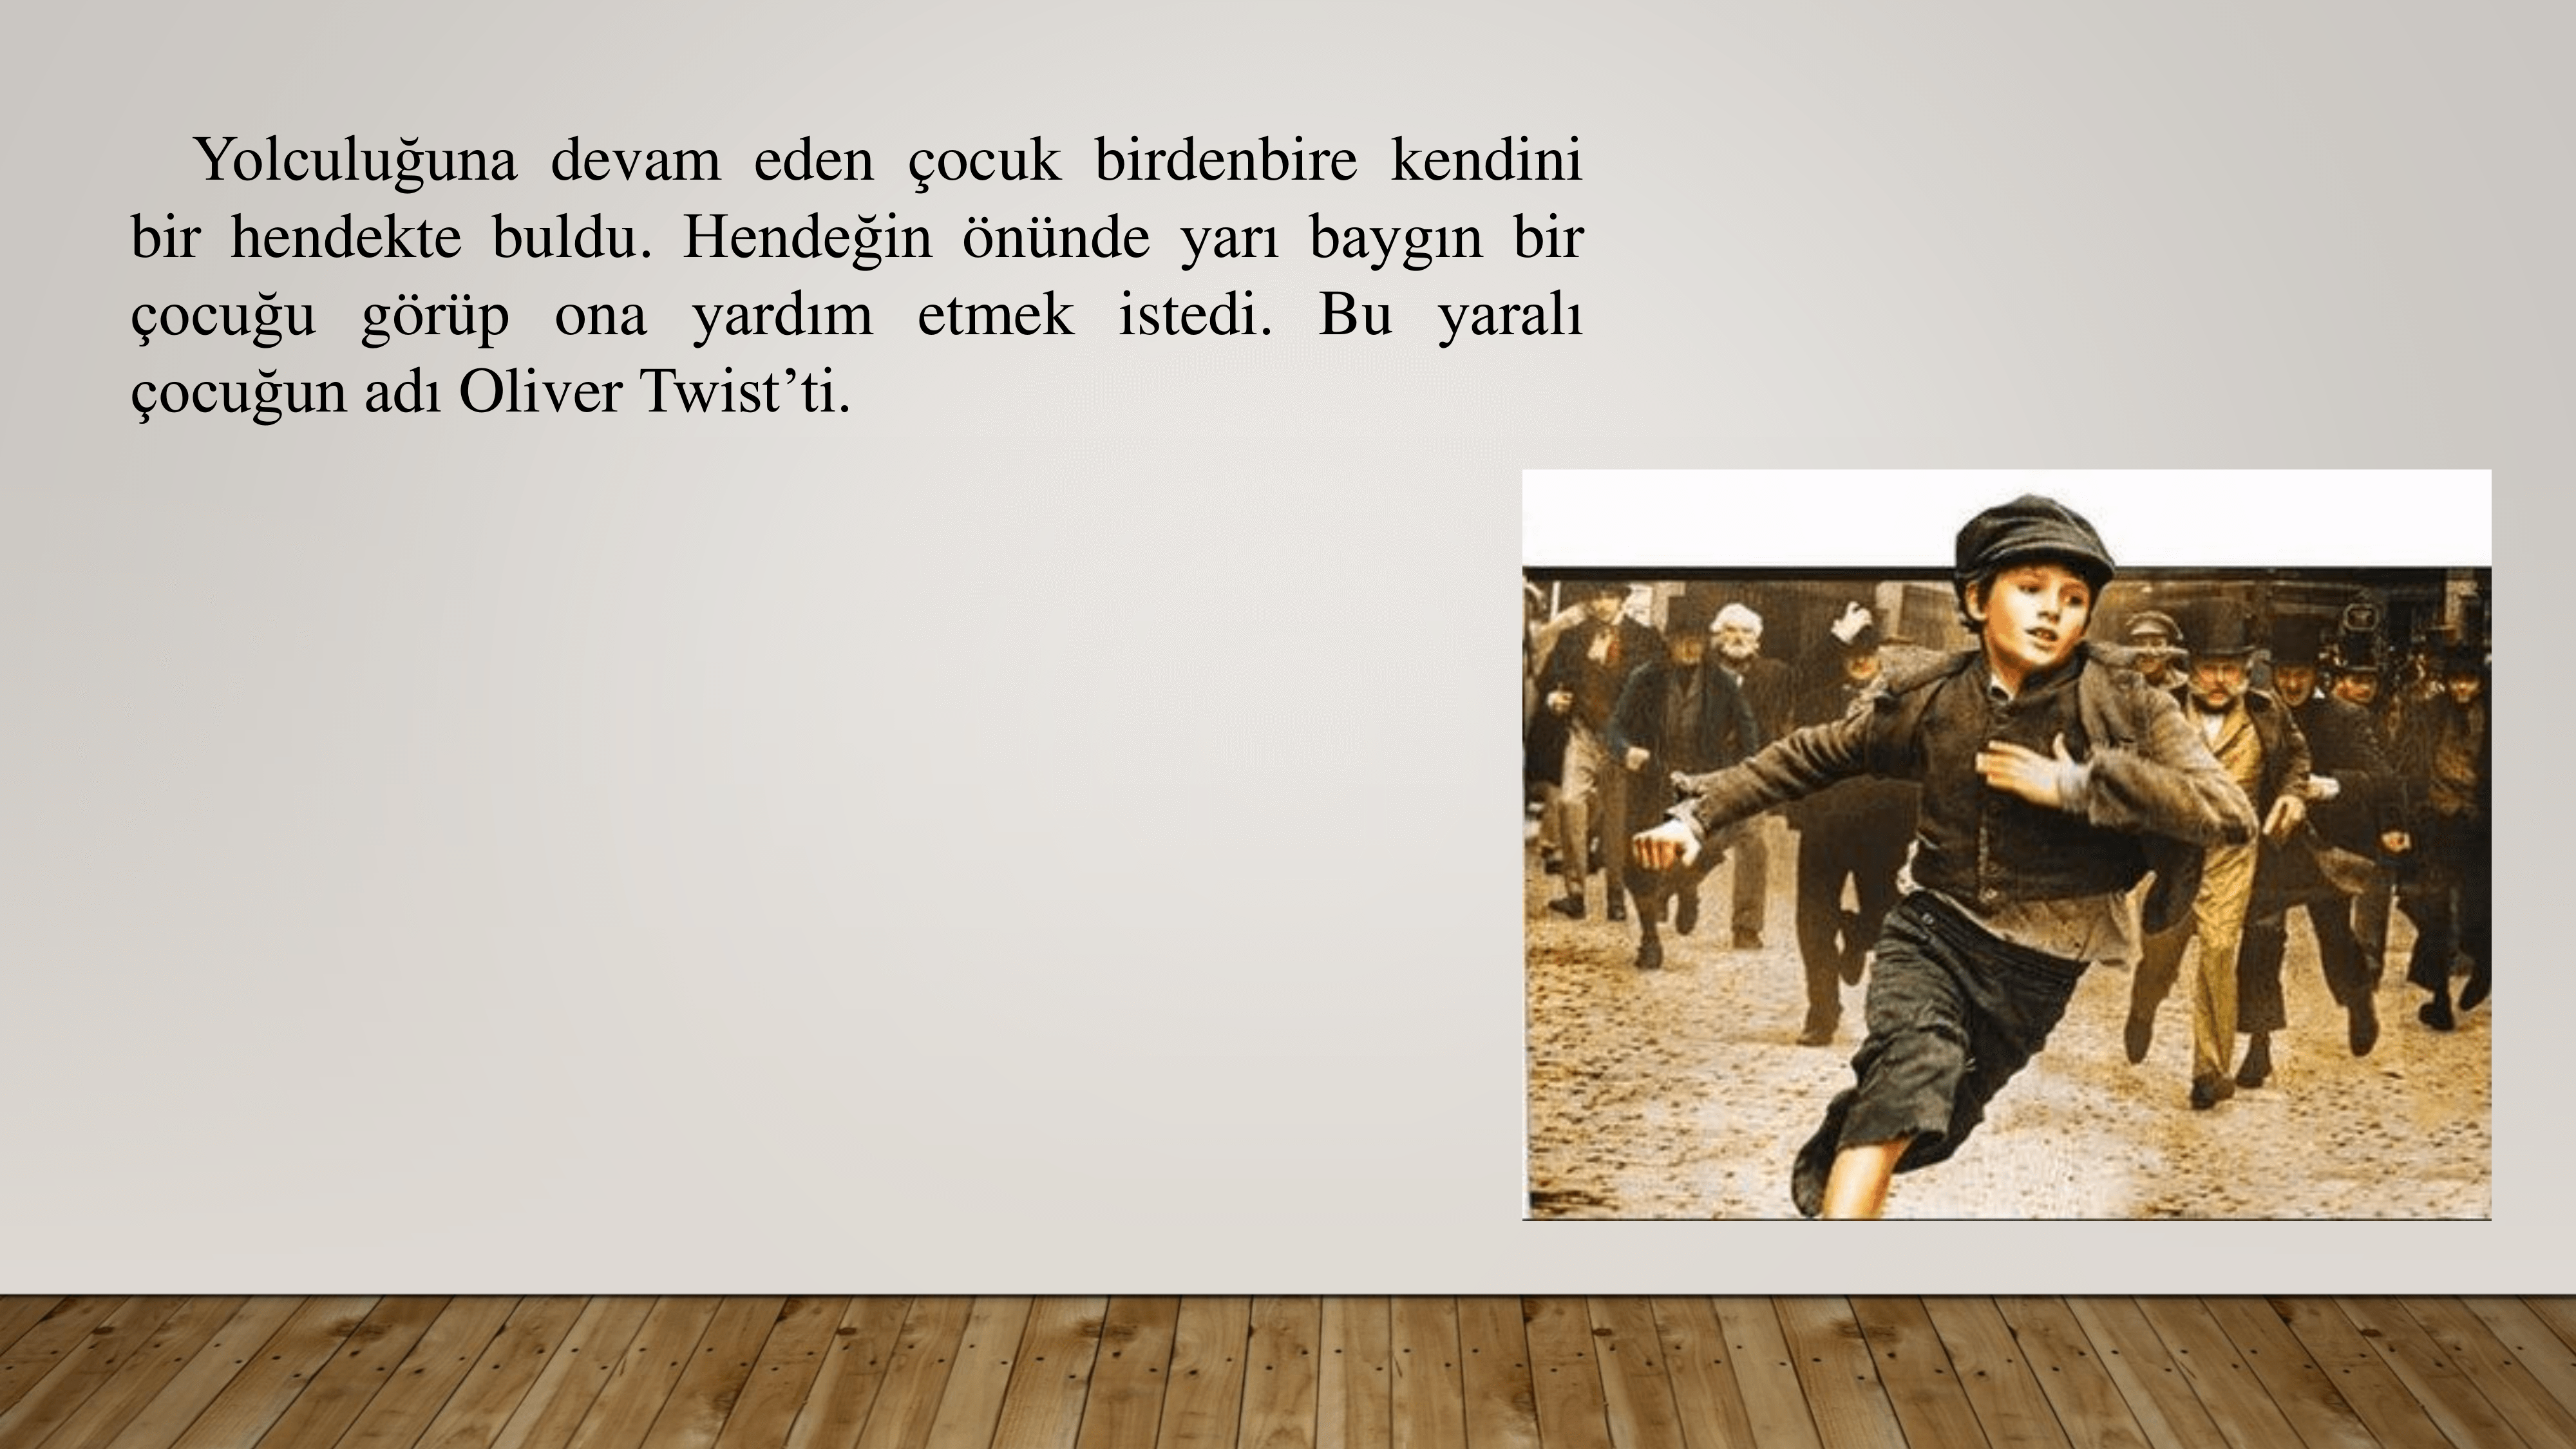 Yolculuğuna devam eden çocuk birdenbire kendini
bir hendekte buldu. Hendeğin önünde yarı baygın bir
çocuğu görüp ona yardım etmek istedi. Bu yaralı
çocuğun adı Oliver Twist’ti.